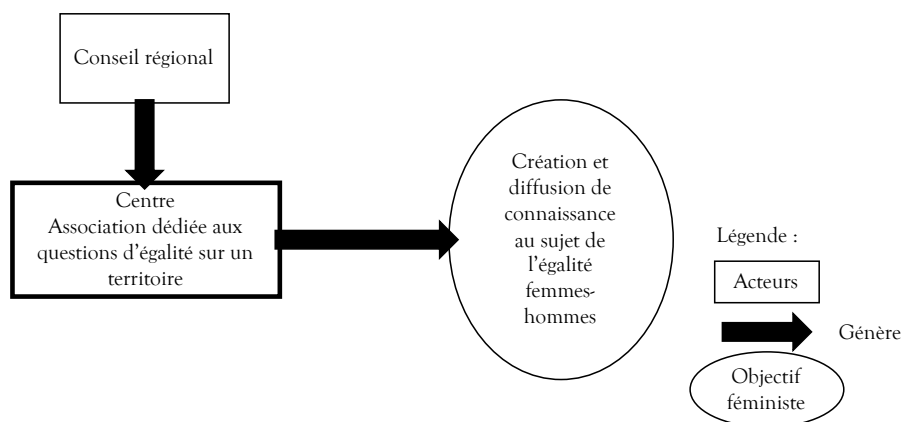 Conseil régional
Centre
Association dédiée aux
questions d'égalité sur un
territoire
Création et
diffusion de
connaissance
au sujet de
l'égalité
femmes-
hommes
Légende :
Acteurs
Génère
Objectif
féministe